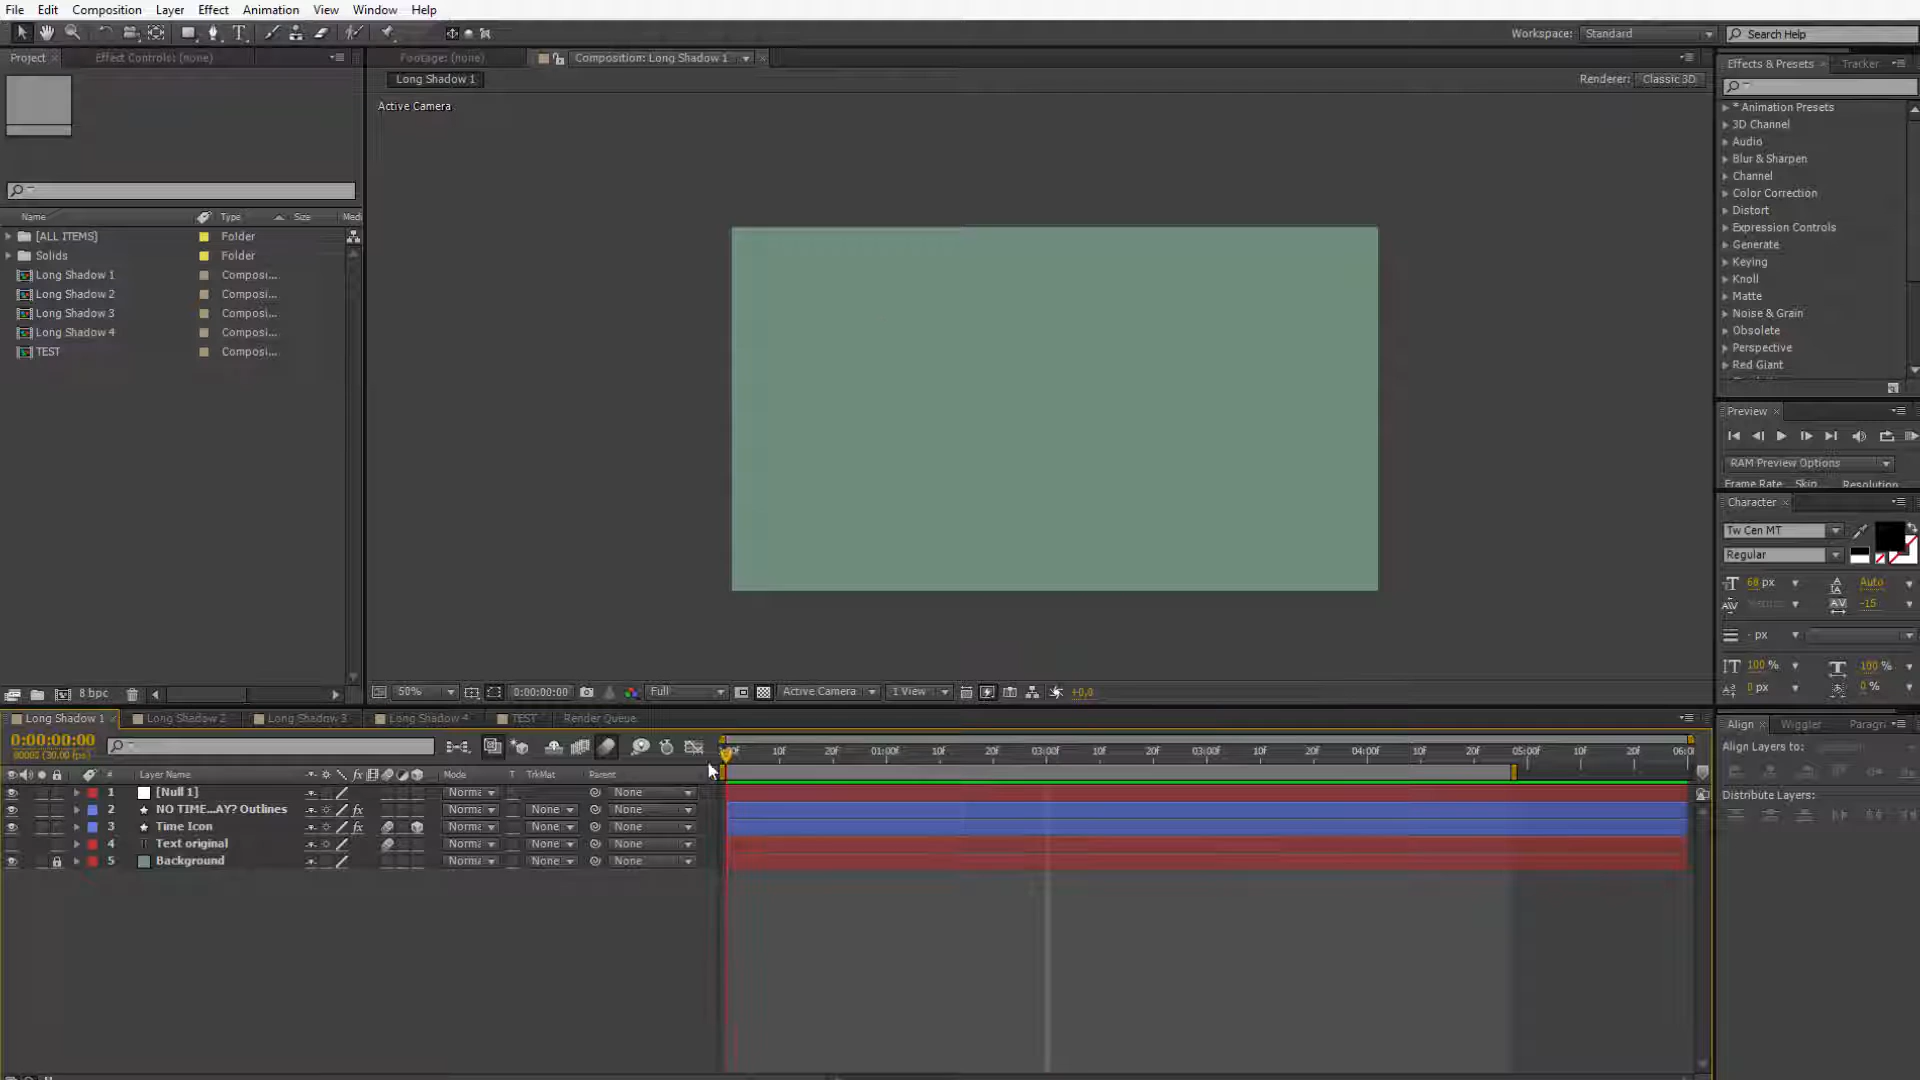 File Edit Composition Layer Effect Animation View Window Help
Workspace: Standard Search Help
Project Effect Controls: (none) Footage: (none) Composition: Long Shadow 1 Effects & Presets Tracker
Long Shadow 1 Renderer: Classic 3D
Active Camera
* Animation Presets
3D Channel
Audio
Blur & Sharpen
Channel
Color Correction
Distort
Expression Controls
Generate
Keying
Knoll
Matte
Noise & Grain
Obsolete
Perspective
Red Giant
Name Type Size Med
[ALL ITEMS] Folder
Solids Folder
Long Shadow 1 Composi...
Long Shadow 2 Composi...
Long Shadow 3 Composi...
Long Shadow 4 Composi...
TEST Composi...
Preview
RAM Preview Options
Frame Rate Skip Resolution
Character
Tw Cen MT
Regular
68 px Auto
-15
- px
100 % 100 %
0 px 0 %
8 bpc 50% 0:00:00:00 Full Active Camera 1 View +0,0
Long Shadow 1 Long Shadow 2 Long Shadow 3 Long Shadow 4 TEST Render Queue
Align Wiggler Paragri
0:00:00:00
00000 (30.00 fps)
10f 20f 01:00f 10f 20f 02:00f 10f 20f 03:00f 10f 20f 04:00f 10f 20f 05:00f 10f 20f 06:00
Align Layers to:
Distribute Layers:
# Layer Name fx Mode T TrkMat Parent
1 [Null 1] Norma None
2 NO TIME...AY? Outlines fx Norma None None
3 Time Icon fx Norma None None
4 T Text original Norma None None
5 Background Norma None None